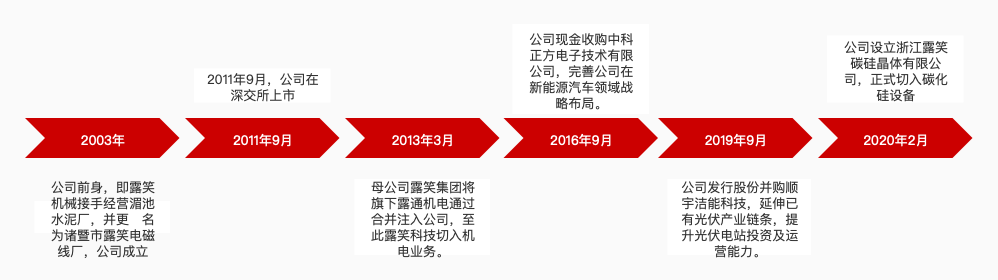 2003年
公司前身，即露笑
机械接手经营湄池
水泥厂，并更 名
为诸暨市露笑电磁
线厂，公司成立
2011年9月，公司在
深交所上市
2011年9月
2013年3月
母公司露笑集团将
旗下露通机电通过
合并注入公司，至
此露笑科技切入机
电业务。
公司现金收购中科
正方电子技术有限
公司，完善公司在
新能源汽车领域战
略布局。
2016年9月
2019年9月
公司发行股份并购顺
宇洁能科技，延伸已
有光伏产业链条，提
升光伏电站投资及运
营能力。
公司设立浙江露笑
碳硅晶体有限公
司，正式切入碳化
硅设备
2020年2月